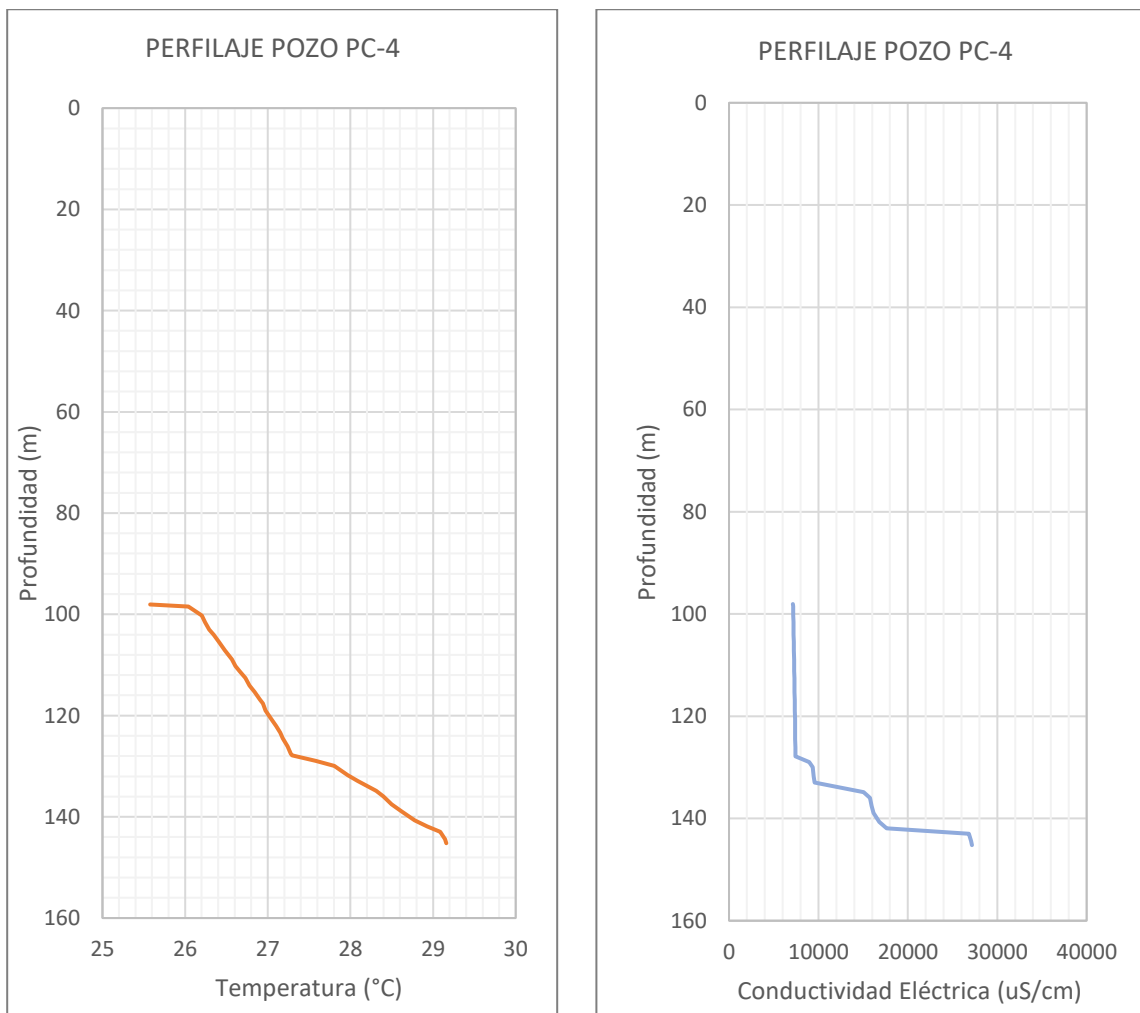 PERFILAJE POZO PC-4
0
20
40
60
80
100
120
140
160
25 26 27 28 29 30
Profundidad (m)
Temperatura (°C)
PERFILAJE POZO PC-4
0
20
40
60
80
100
120
140
160
0 10000 20000 30000 40000
Profundidad (m)
Conductividad Eléctrica (uS/cm)